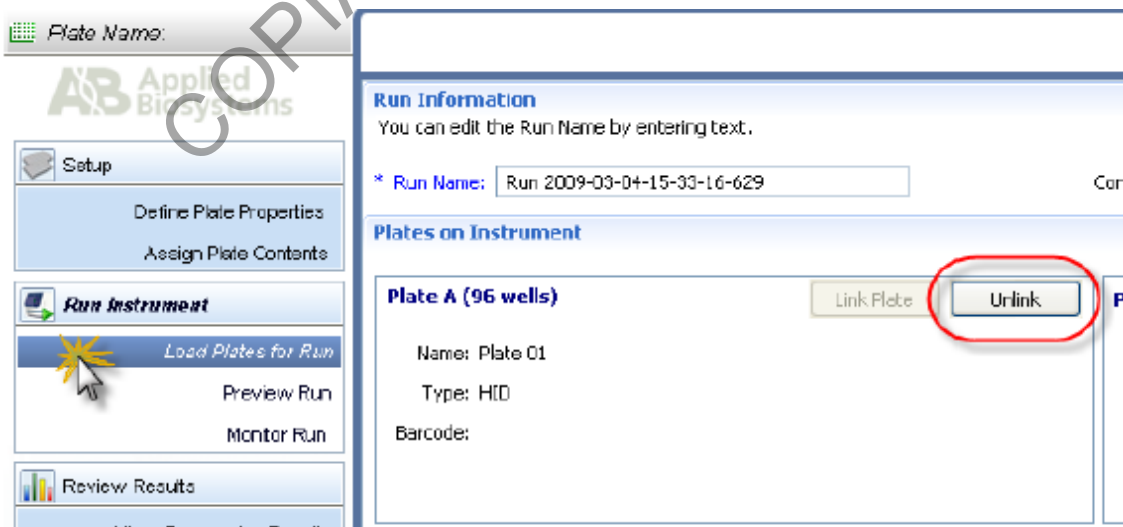 Plate Name:
COPIA
AB Applied Biosystems
Setup
Define Plate Properties
Assign Plate Contents
Run Instrument
Load Plates for Run
Preview Run
Monitor Run
Review Results
Run Information
You can edit the Run Name by entering text.
* Run Name: Run 2009-03-04-15-33-16-629
Plates on Instrument
Plate A (96 wells) Link Plate Unlink P
Name: Plate 01
Type: HID
Barcode: